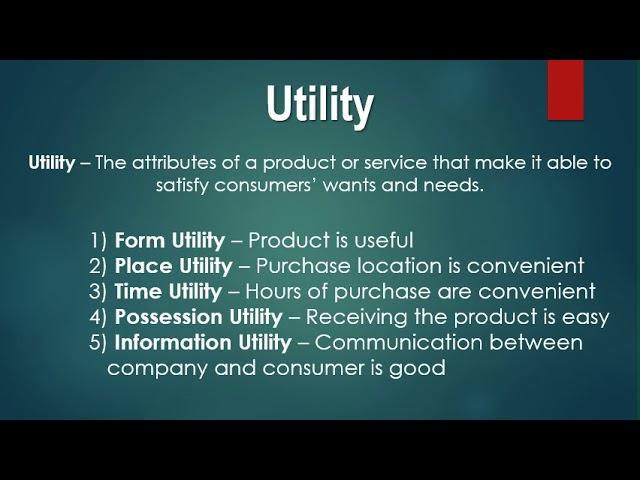 Utility
Utility – The attributes of a product or service that make it able to
satisfy consumers’ wants and needs.
1) Form Utility – Product is useful
2) Place Utility – Purchase location is convenient
3) Time Utility – Hours of purchase are convenient
4) Possession Utility – Receiving the product is easy
5) Information Utility – Communication between
company and consumer is good